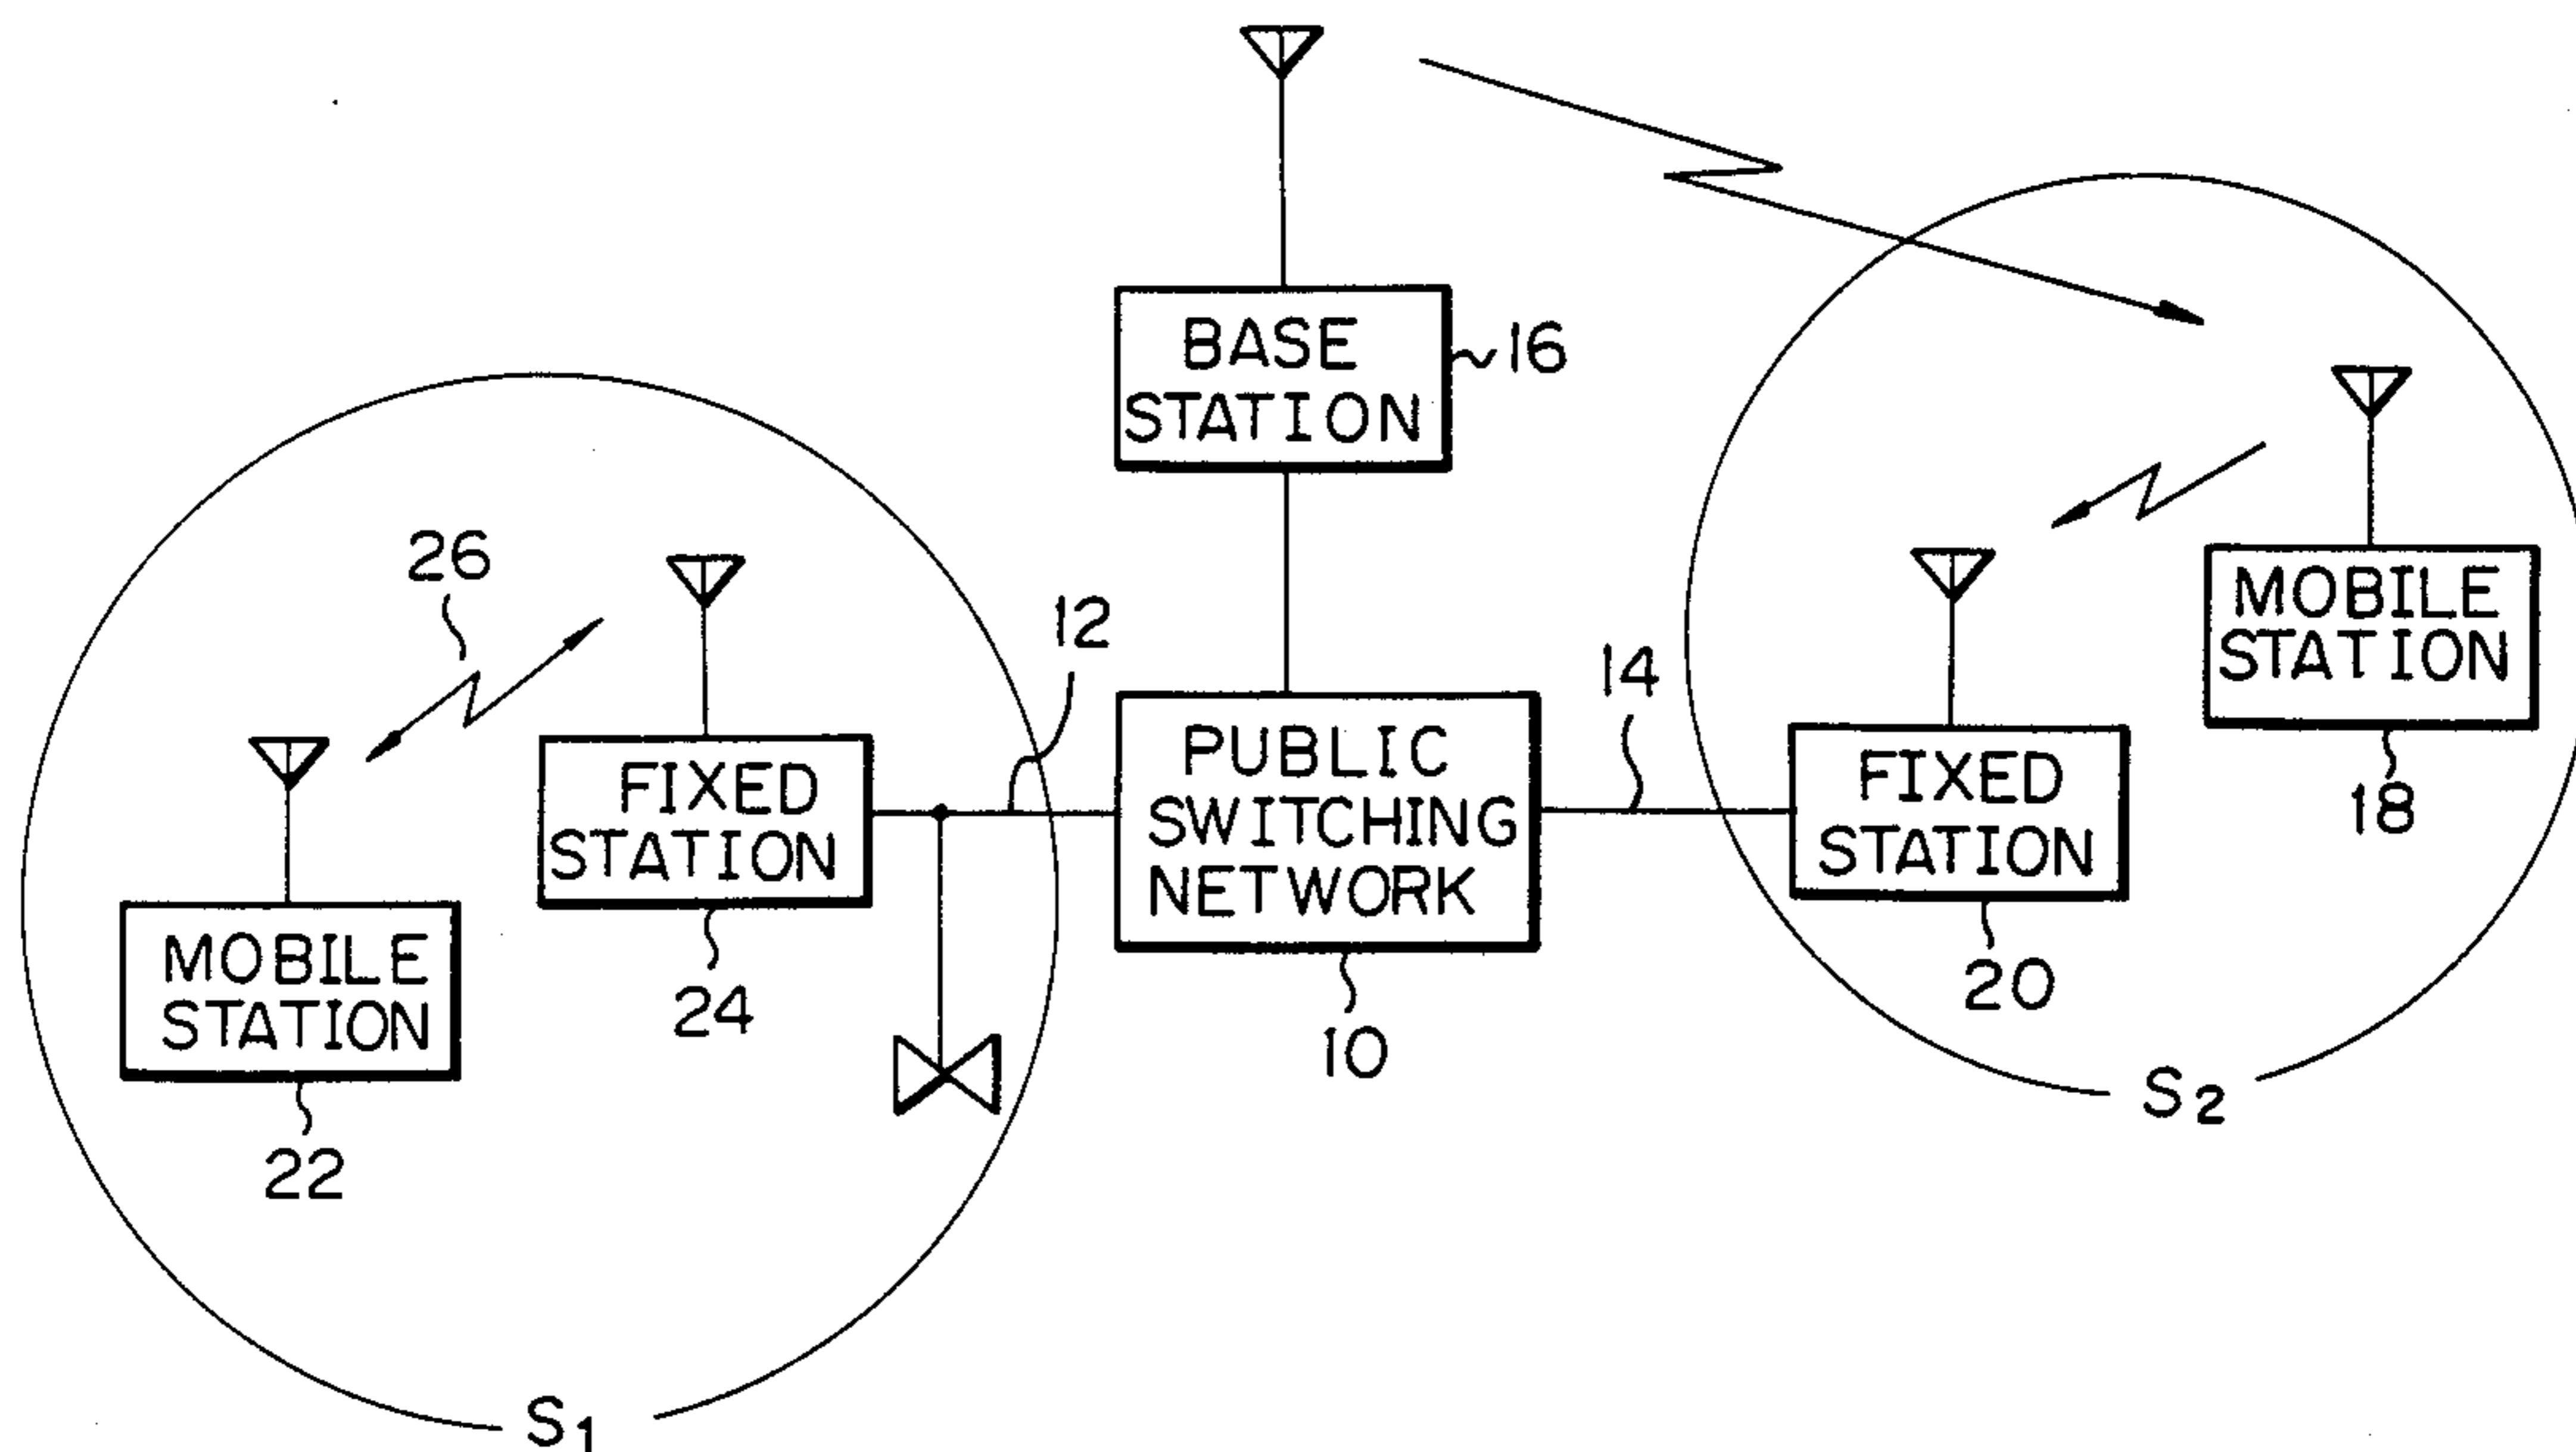 BASE
STATION
16
26
12
14
MOBILE
STATION
18
FIXED
STATION
24
PUBLIC
SWITCHING
NETWORK
10
FIXED
STATION
20
MOBILE
STATION
22
S2
S1